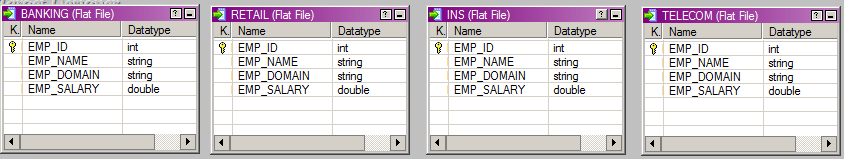 BANKING (Flat File)
K. Name Datatype
EMP_ID int
EMP_NAME string
EMP_DOMAIN string
EMP_SALARY double
RETAIL (Flat File)
K. Name Datatype
EMP_ID int
EMP_NAME string
EMP_DOMAIN string
EMP_SALARY double
INS (Flat File)
K. Name Datatype
EMP_ID int
EMP_NAME string
EMP_DOMAIN string
EMP_SALARY double
TELECOM (Flat File)
K. Name Datatype
EMP_ID int
EMP_NAME string
EMP_DOMAIN string
EMP_SALARY double